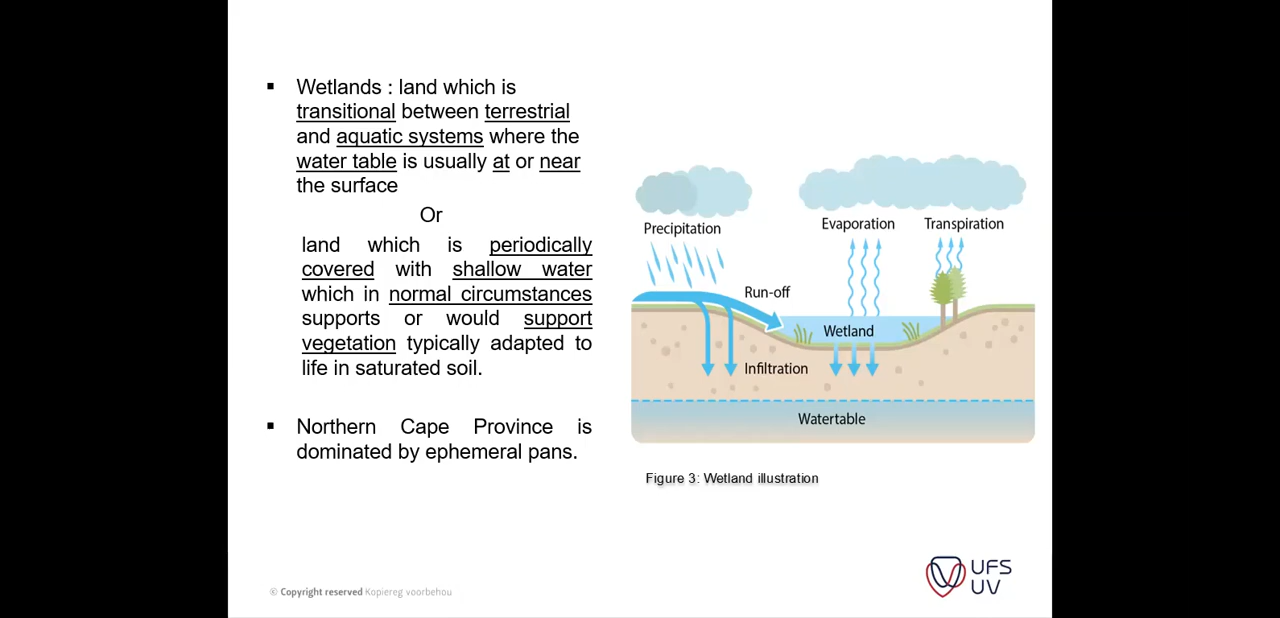 ▪ Wetlands : land which is
transitional between terrestrial
and aquatic systems where the
water table is usually at or near
the surface
Or
land which is periodically
covered with shallow water
which in normal circumstances
supports or would support
vegetation typically adapted to
life in saturated soil.
▪ Northern Cape Province is
dominated by ephemeral pans.
Precipitation
Evaporation
Transpiration
Run-off
Wetland
Infiltration
Watertable
Figure 3: Wetland illustration
© Copyright reserved Kopiereg voorbehou
UFS
UV